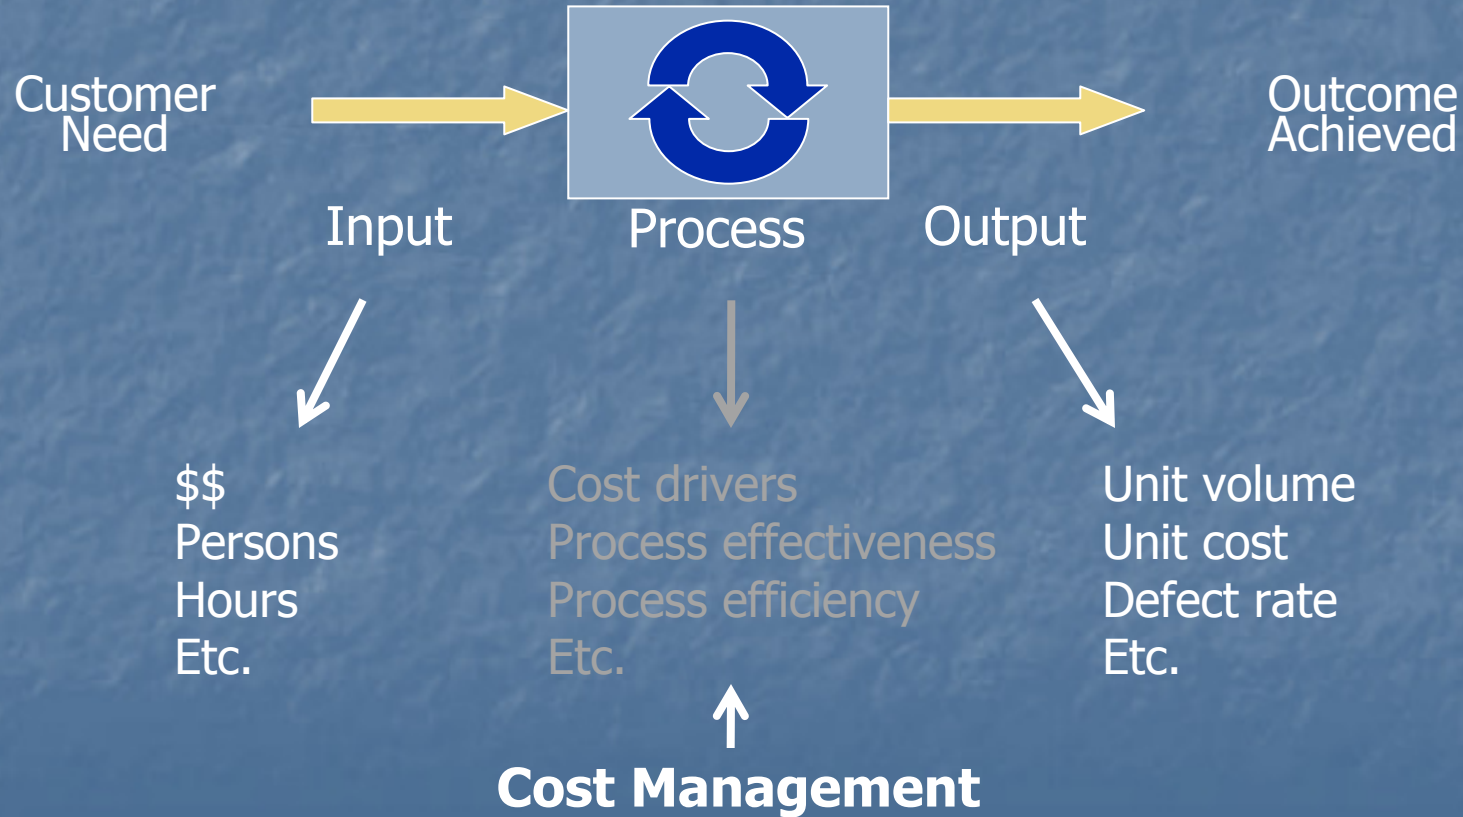 Customer
Need
Outcome
Achieved
Input
Process
Output
$$
Persons
Hours
Etc.
Cost drivers
Process effectiveness
Process efficiency
Etc.
Unit volume
Unit cost
Defect rate
Etc.
Cost Management